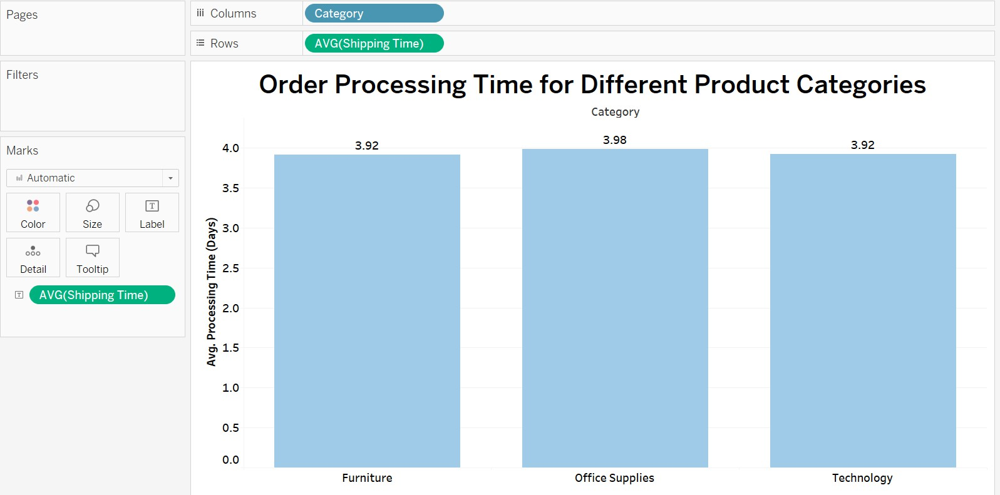 Pages
Columns
Category
Rows
AVG(Shipping Time)
Filters
Marks
Automatic
Color
Size
Label
Detail
Tooltip
AVG(Shipping Time)
Order Processing Time for Different Product Categories
Category
Avg. Processing Time (Days)
4.0
3.5
3.0
2.5
2.0
1.5
1.0
0.5
0.0
3.92
3.98
3.92
Furniture
Office Supplies
Technology